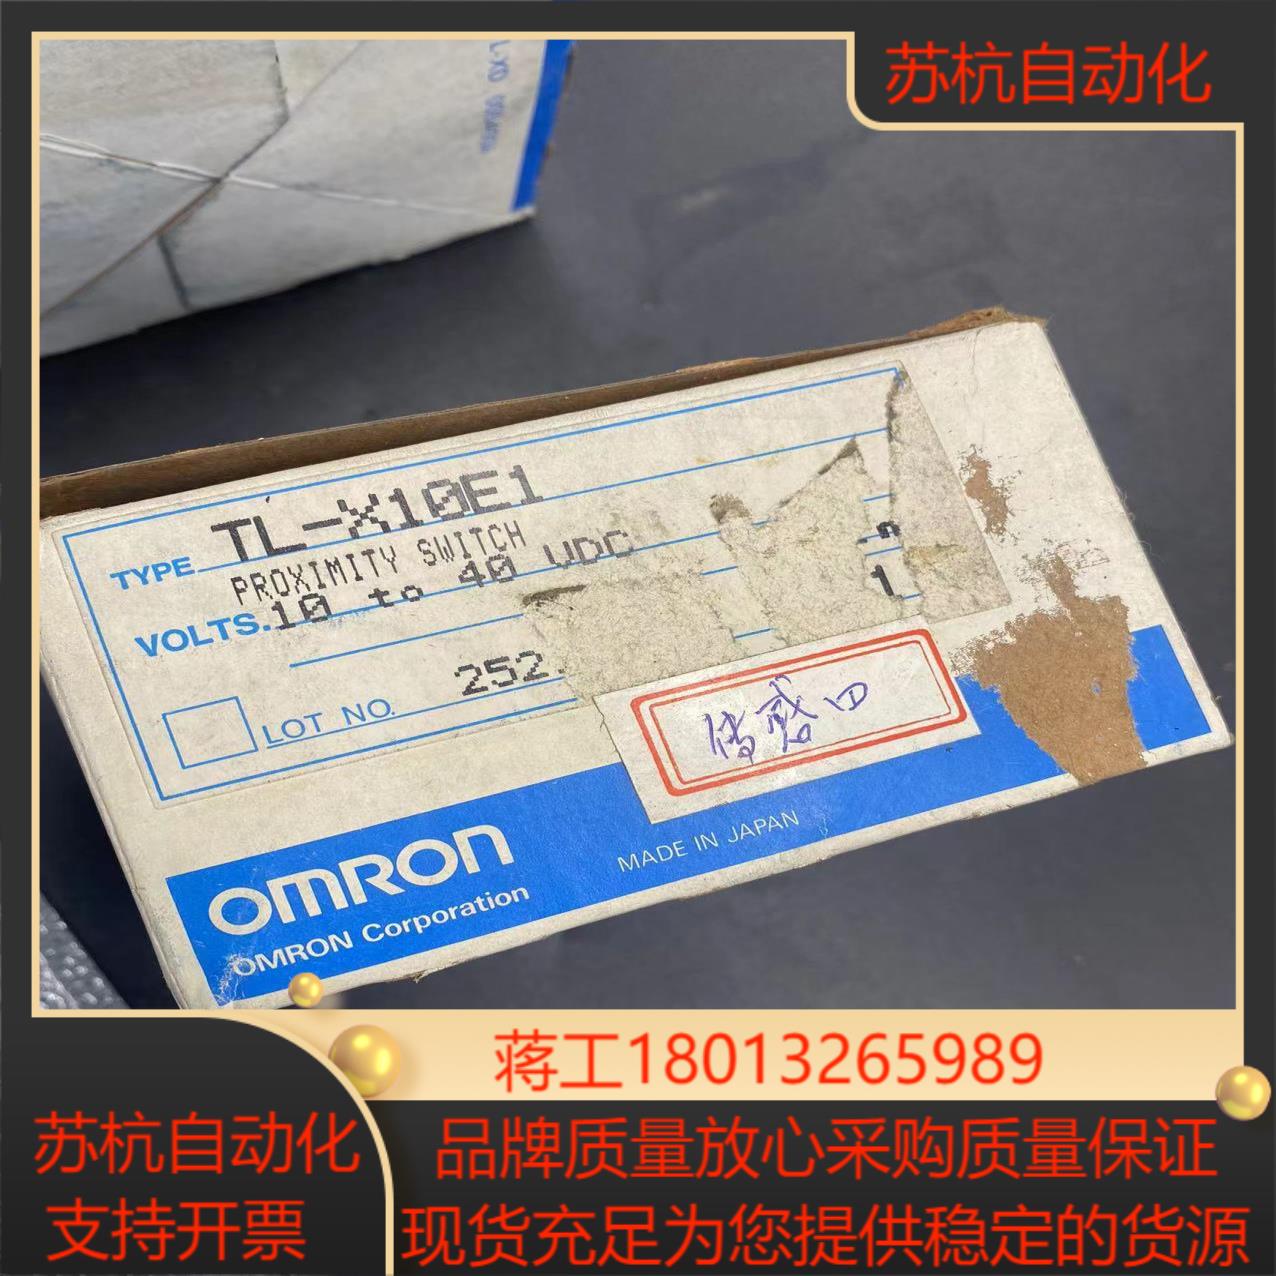 苏杭自动化
TYPE TL-X10E1
PROXIMITY SWITCH
VOLTS. 10 to 40 VDC
1
252
LOT NO.
传感
OMRON
OMRON Corporation
MADE IN JAPAN
蒋工18013265989
苏杭自动化
支持开票
品牌质量放心采购质量保证
现货充足为您提供稳定的货源